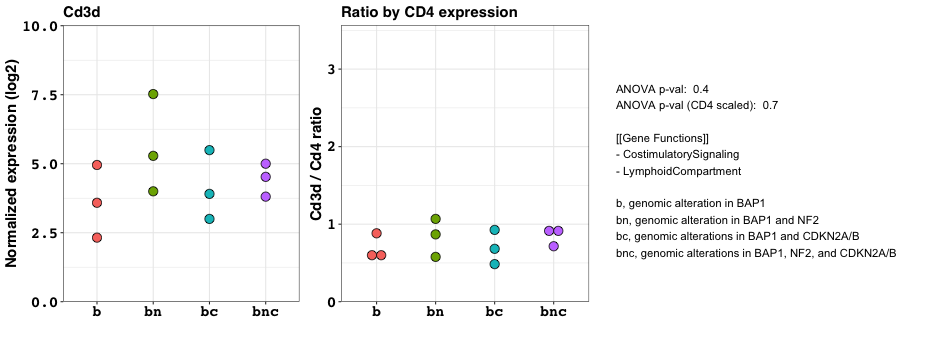 Cd3d
Normalized expression (log2)
10.0
7.5
5.0
2.5
0.0
b
bn
bc
bnc
Ratio by CD4 expression
Cd3d / Cd4 ratio
3
2
1
0
b
bn
bc
bnc
ANOVA p-val:  0.4
ANOVA p-val (CD4 scaled):  0.7
[[Gene Functions]]
- CostimulatorySignaling
- LymphoidCompartment
b, genomic alteration in BAP1
bn, genomic alteration in BAP1 and NF2
bc, genomic alterations in BAP1 and CDKN2A/B
bnc, genomic alterations in BAP1, NF2, and CDKN2A/B